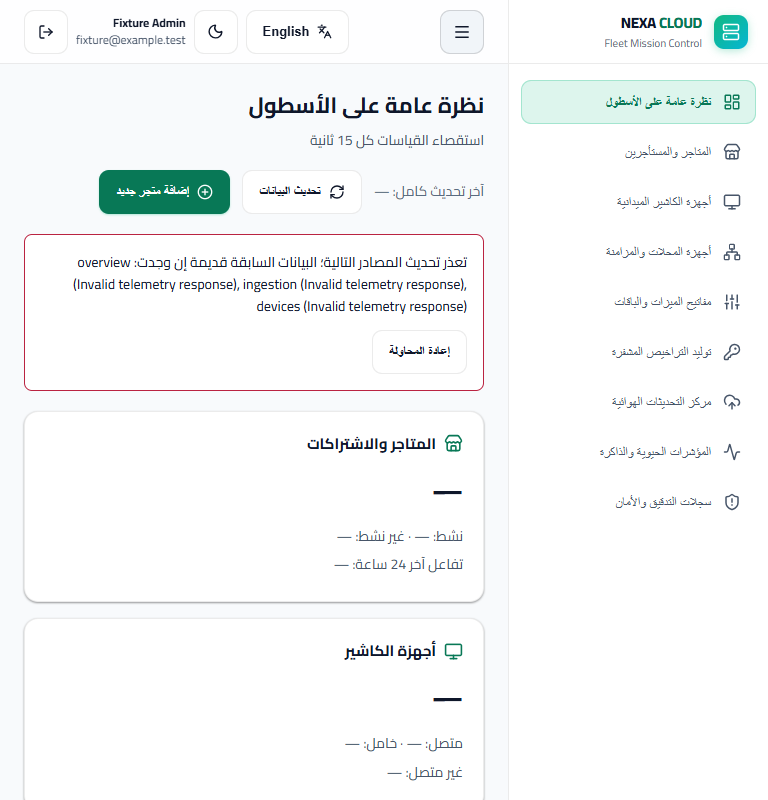 NEXA CLOUD
Fleet Mission Control
English
Fixture Admin
fixture@example.test
نظرة عامة على الأسطول
المتاجر والمستأجرين
أجهزة الكاشير الميدانية
أجهزة المحلات والمزامنة
مفاتيح الميزات والباقات
توليد التراخيص المشفرة
مركز التحديثات الهوائية
المؤشرات الحيوية والذاكرة
سجلات التدقيق والأمان
نظرة عامة على الأسطول
استقصاء القياسات كل 15 ثانية
آخر تحديث كامل: —
تحديث البيانات
إضافة متجر جديد
تعذر تحديث المصادر التالية؛ البيانات السابقة قديمة إن وجدت: overview
(Invalid telemetry response), ingestion (Invalid telemetry response),
devices (Invalid telemetry response)
إعادة المحاولة
المتاجر والاشتراكات
—
نشط: — · غير نشط: —
تفاعل آخر 24 ساعة: —
أجهزة الكاشير
—
متصل: — · خامل: —
غير متصل: —